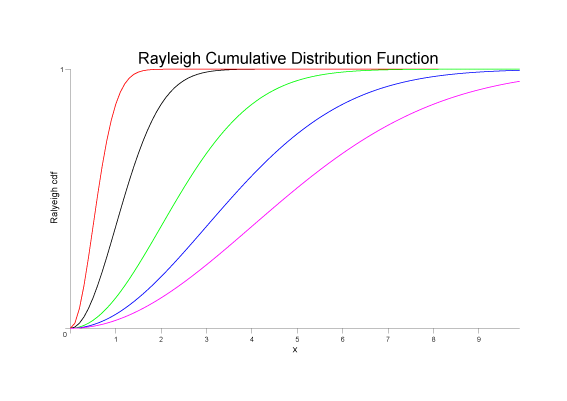 Rayleigh Cumulative Distribution Function
1
Ralyeigh cdf
0
1 2 3 4 5 6 7 8 9
x